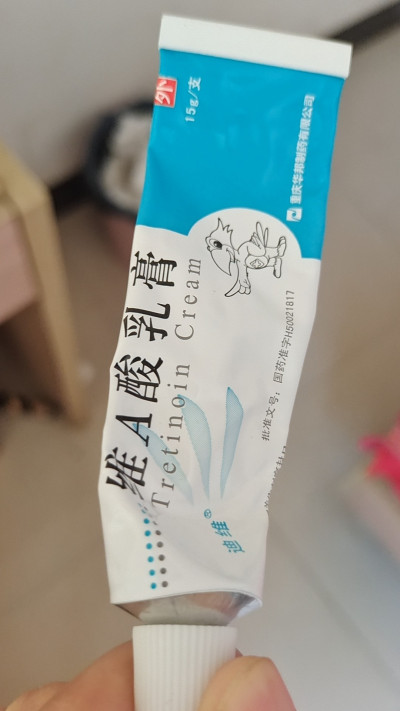 外
15g/支
重庆华邦制药有限公司
维A酸乳膏
Tretinoin Cream
批准文号：国药准字H50021817
迪维®